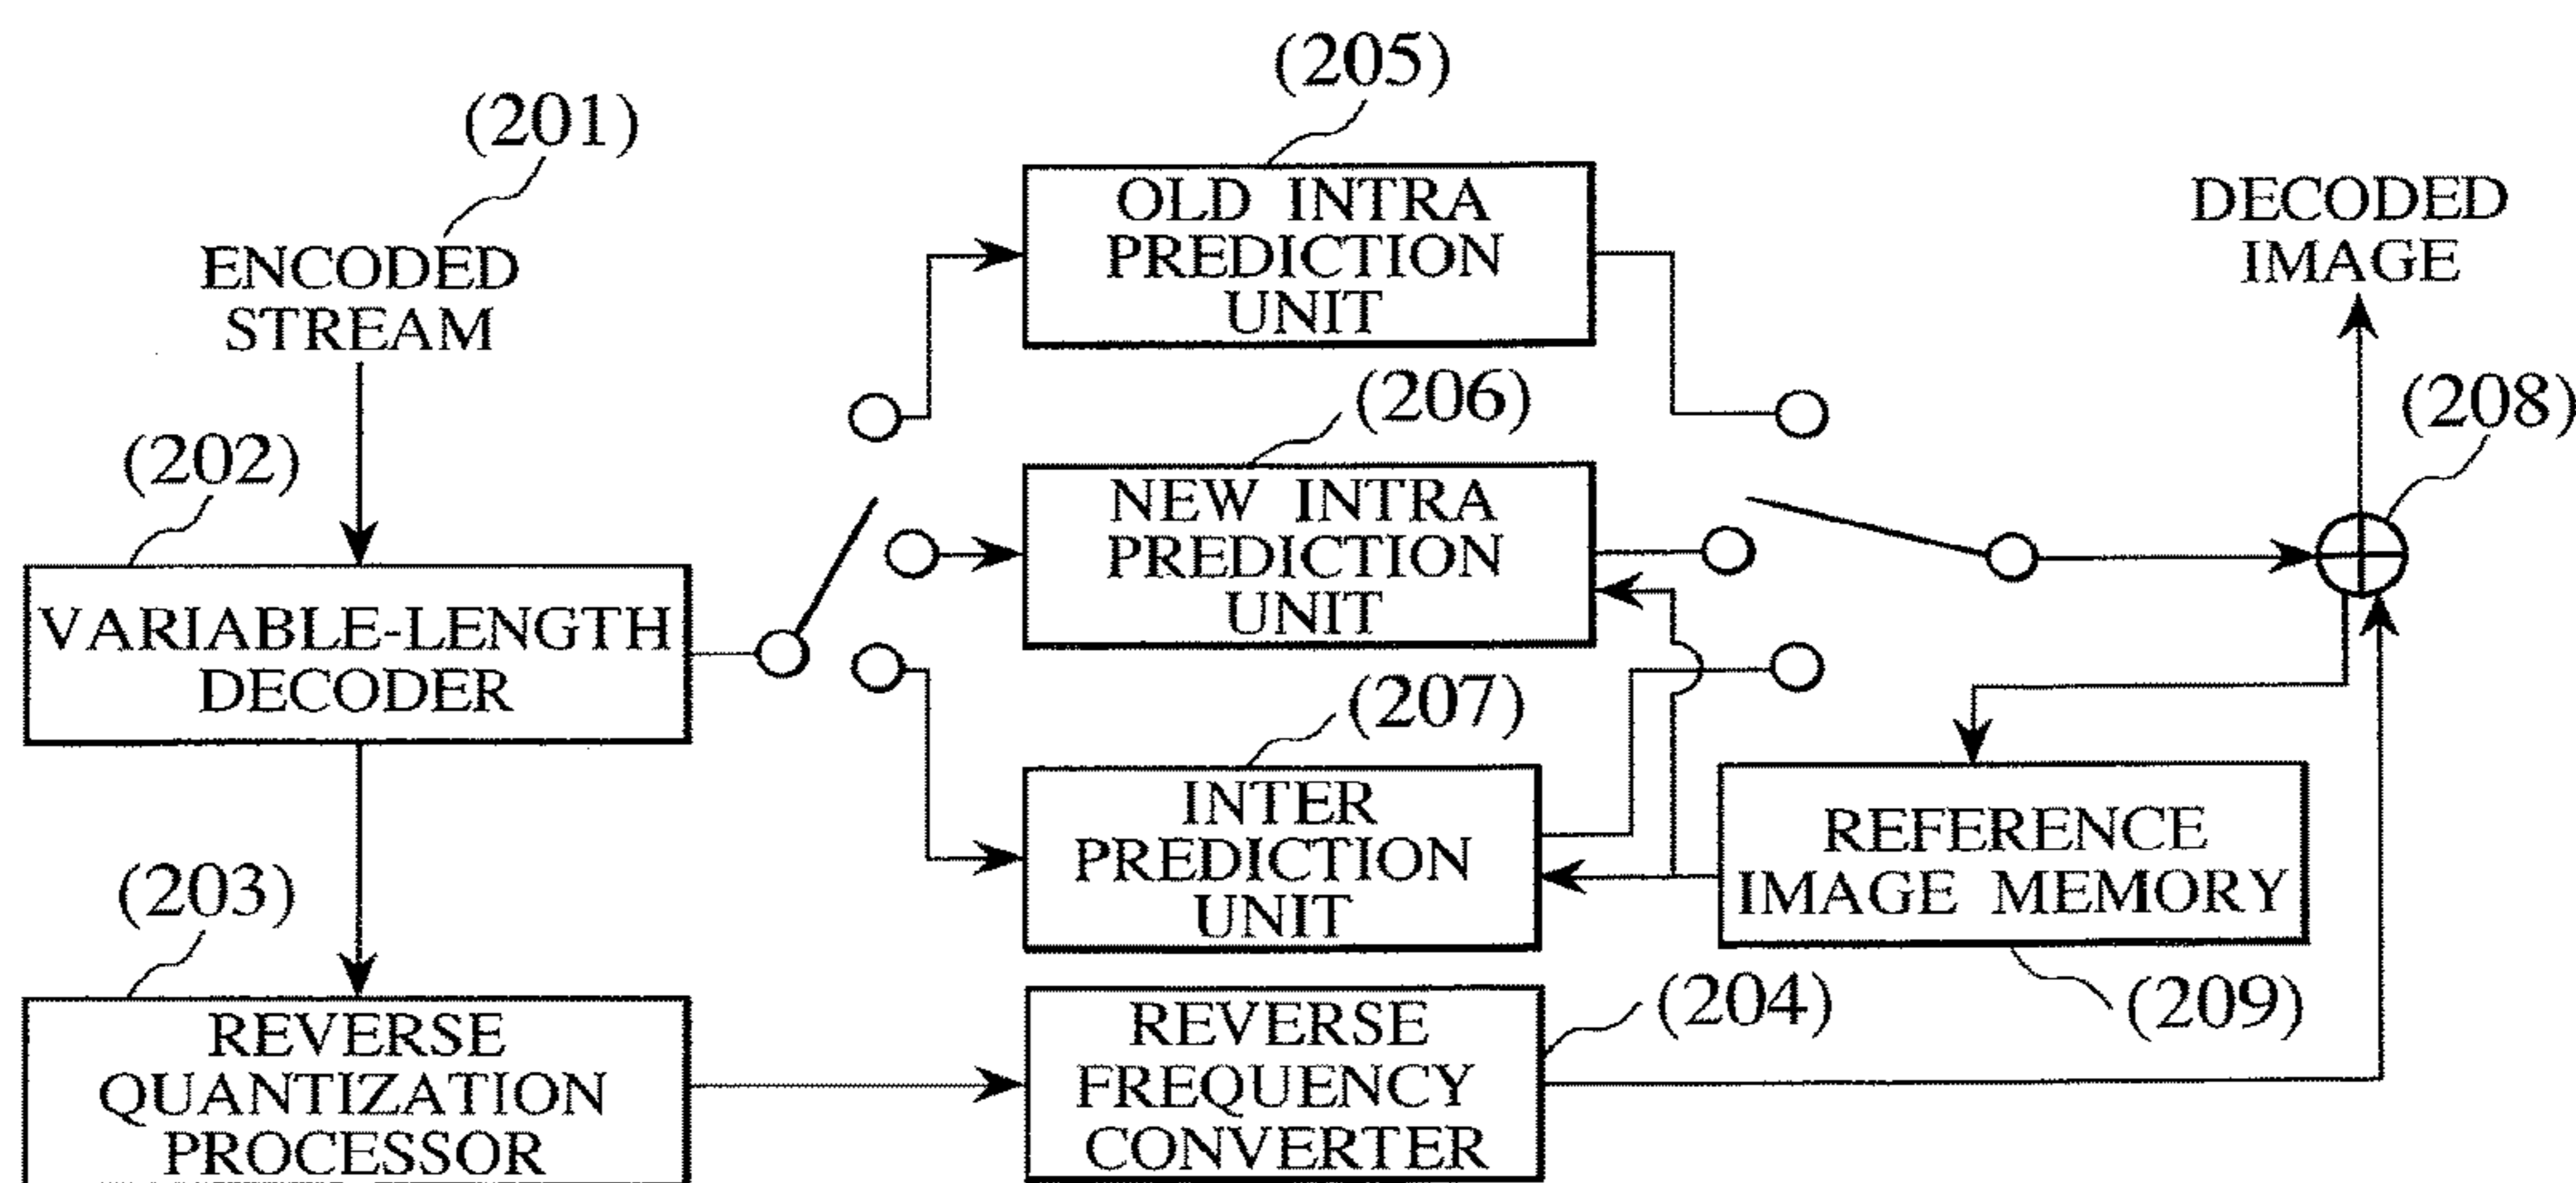 (201)
ENCODED
STREAM
(202)
VARIABLE-LENGTH
DECODER
(203)
REVERSE
QUANTIZATION
PROCESSOR
(205)
OLD INTRA
PREDICTION
UNIT
(206)
NEW INTRA
PREDICTION
UNIT
(207)
INTER
PREDICTION
UNIT
REVERSE
FREQUENCY
CONVERTER
(204)
DECODED
IMAGE
(208)
REFERENCE
IMAGE MEMORY
(209)